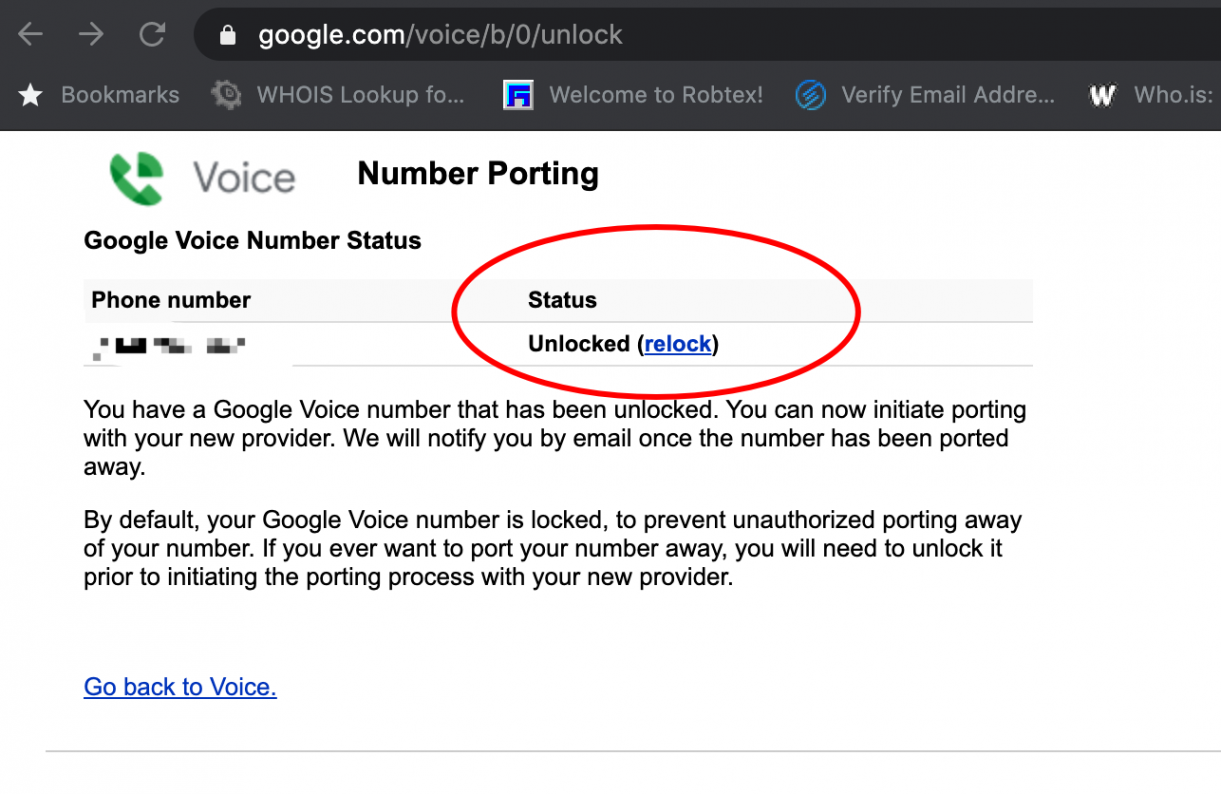 google.com/voice/b/0/unlock
Bookmarks WHOIS Lookup fo... Welcome to Robtex! Verify Email Addre... W Who.is:
Voice Number Porting
Google Voice Number Status
Phone number Status
Unlocked (relock)
You have a Google Voice number that has been unlocked. You can now initiate porting
with your new provider. We will notify you by email once the number has been ported
away.
By default, your Google Voice number is locked, to prevent unauthorized porting away
of your number. If you ever want to port your number away, you will need to unlock it
prior to initiating the porting process with your new provider.
Go back to Voice.